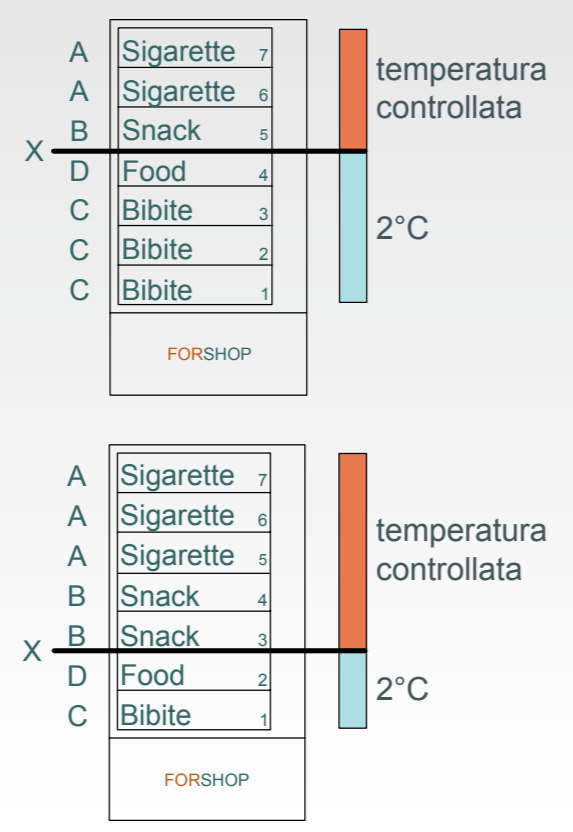 A Sigarette 7
A Sigarette 6
B Snack 5
X
D Food 4
C Bibite 3
C Bibite 2
C Bibite 1
temperatura
controllata
2°C
FORSHOP
A Sigarette 7
A Sigarette 6
A Sigarette 5
B Snack 4
B Snack 3
X
D Food 2
C Bibite 1
temperatura
controllata
2°C
FORSHOP